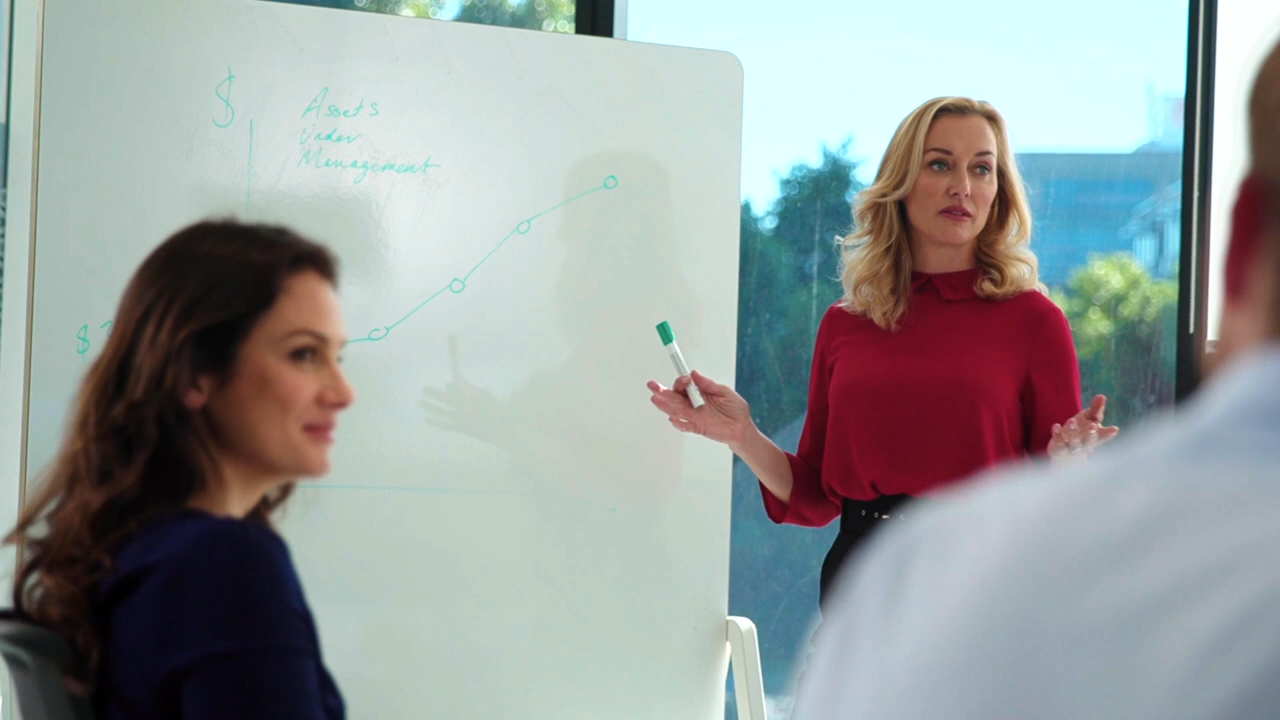 $
Assets
Under
Management
$